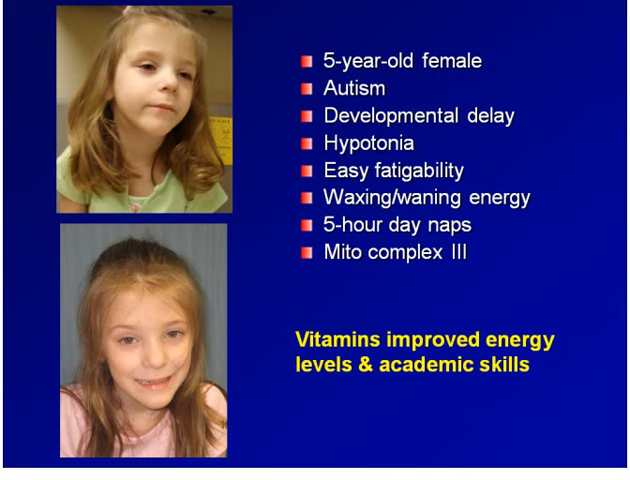 5-year-old female
Autism
Developmental delay
Hypotonia
Easy fatigability
Waxing/waning energy
5-hour day naps
Mito complex III
Vitamins improved energy
levels & academic skills